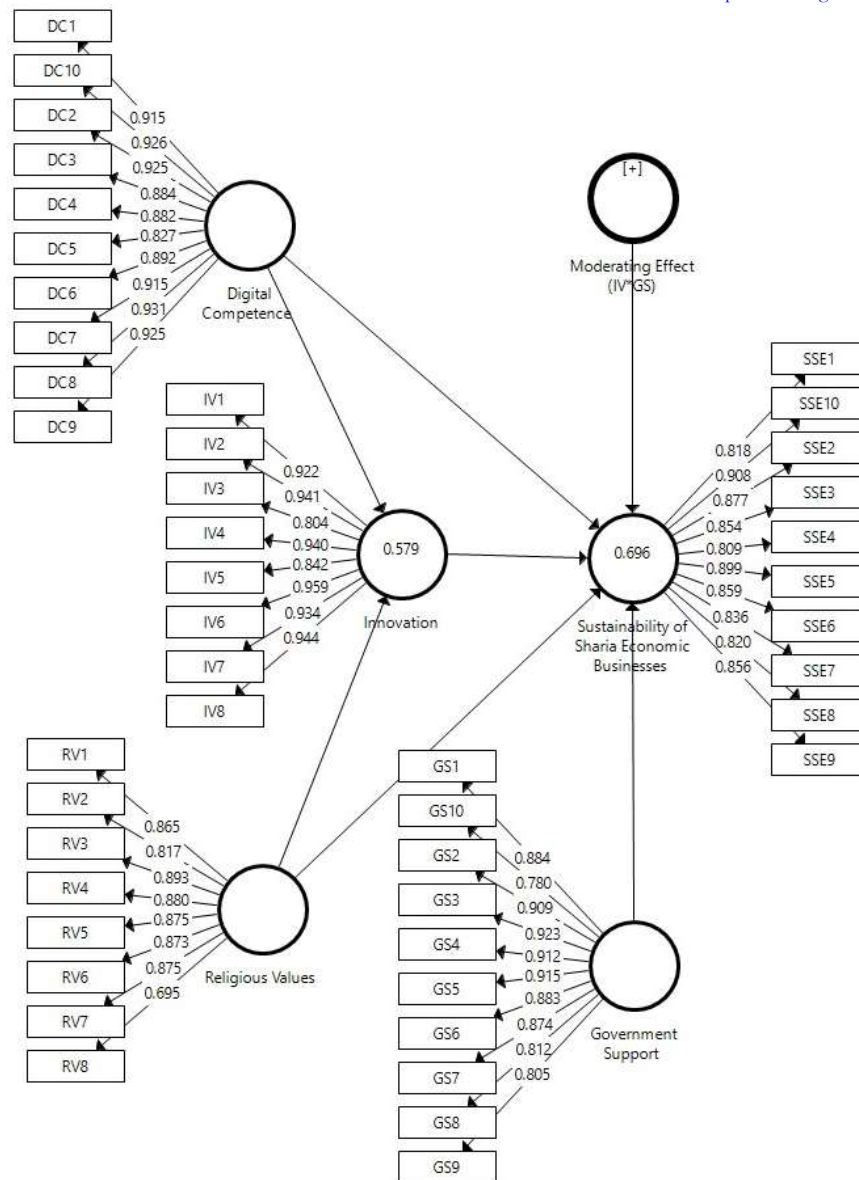 DC1
DC10
DC2
DC3
DC4
DC5
DC6
DC7
DC8
DC9
0.915
0.926
0.925
0.884
0.882
0.827
0.892
0.915
0.931
0.925
Digital
Competence
[+]
Moderating Effect
(IV*GS)
IV1
IV2
IV3
IV4
IV5
IV6
IV7
IV8
0.922
0.941
0.804
0.940
0.842
0.959
0.934
0.944
0.579
Innovation
0.696
Sustainability of
Sharia Economic
Businesses
0.818
0.908
0.877
0.854
0.809
0.899
0.859
0.836
0.820
0.856
SSE1
SSE10
SSE2
SSE3
SSE4
SSE5
SSE6
SSE7
SSE8
SSE9
RV1
RV2
RV3
RV4
RV5
RV6
RV7
RV8
0.865
0.817
0.893
0.880
0.875
0.873
0.875
0.695
Religious Values
GS1
GS10
GS2
GS3
GS4
GS5
GS6
GS7
GS8
GS9
0.884
0.780
0.909
0.923
0.912
0.915
0.883
0.874
0.812
0.805
Government
Support